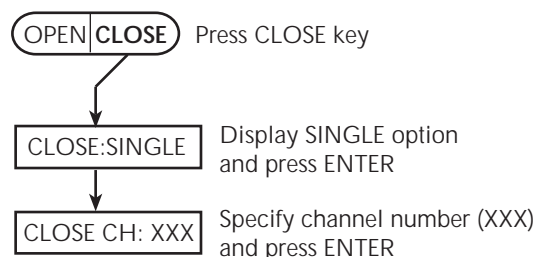 OPEN CLOSE Press CLOSE key
CLOSE:SINGLE
Display SINGLE option
and press ENTER
CLOSE CH: XXX
Specify channel number (XXX)
and press ENTER